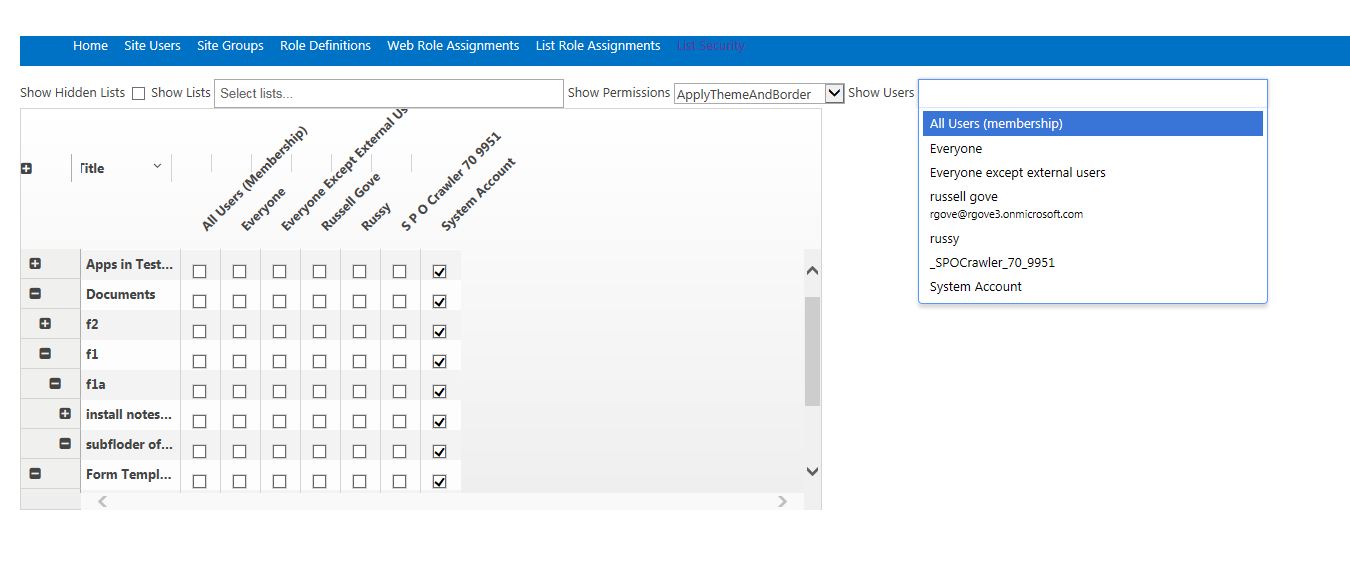 Home Site Users Site Groups Role Definitions Web Role Assignments List Role Assignments List Security
Show Hidden Lists Show Lists Select lists... Show Permissions ApplyThemeAndBorder Show Users
Title
All Users (Membership)
Everyone
Everyone Except External Us
Russell Gove
Russy
S P O Crawler 70 9951
System Account
Apps in Test...
Documents
f2
f1
f1a
install notes...
subfloder of...
Form Templ...
All Users (membership)
Everyone
Everyone except external users
russell gove
rgove@rgove3.onmicrosoft.com
russy
_SPOCrawler_70_9951
System Account